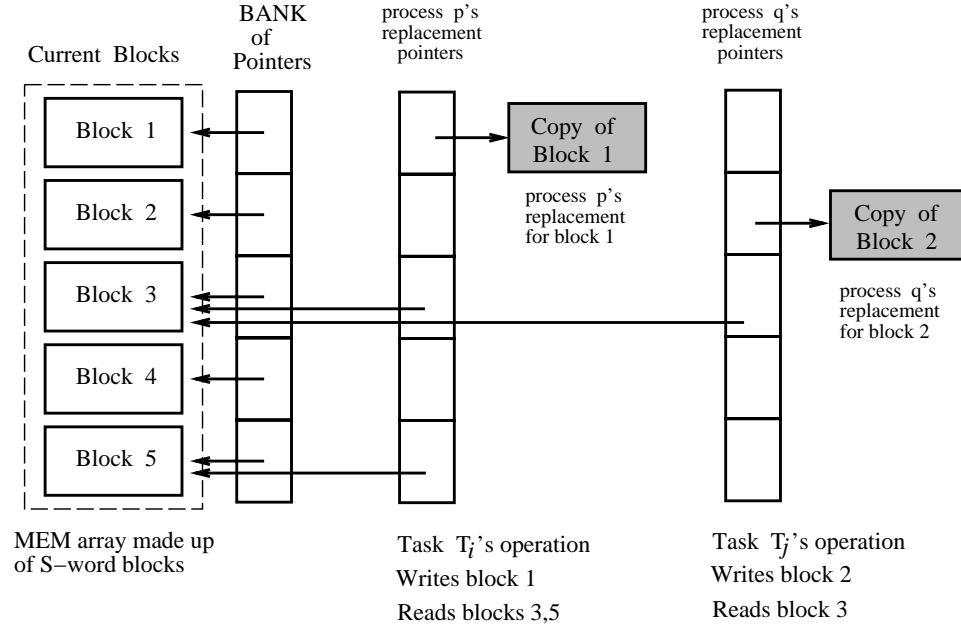 Current Blocks
BANK
of
Pointers
process p's
replacement
pointers
process q's
replacement
pointers
Block 1
Block 2
Block 3
Block 4
Block 5
Copy of
Block 1
process p's
replacement
for block 1
Copy of
Block 2
process q's
replacement
for block 2
MEM array made up
of S−word blocks
Task Ti's operation
Writes block 1
Reads blocks 3,5
Task Tj's operation
Writes block 2
Reads block 3